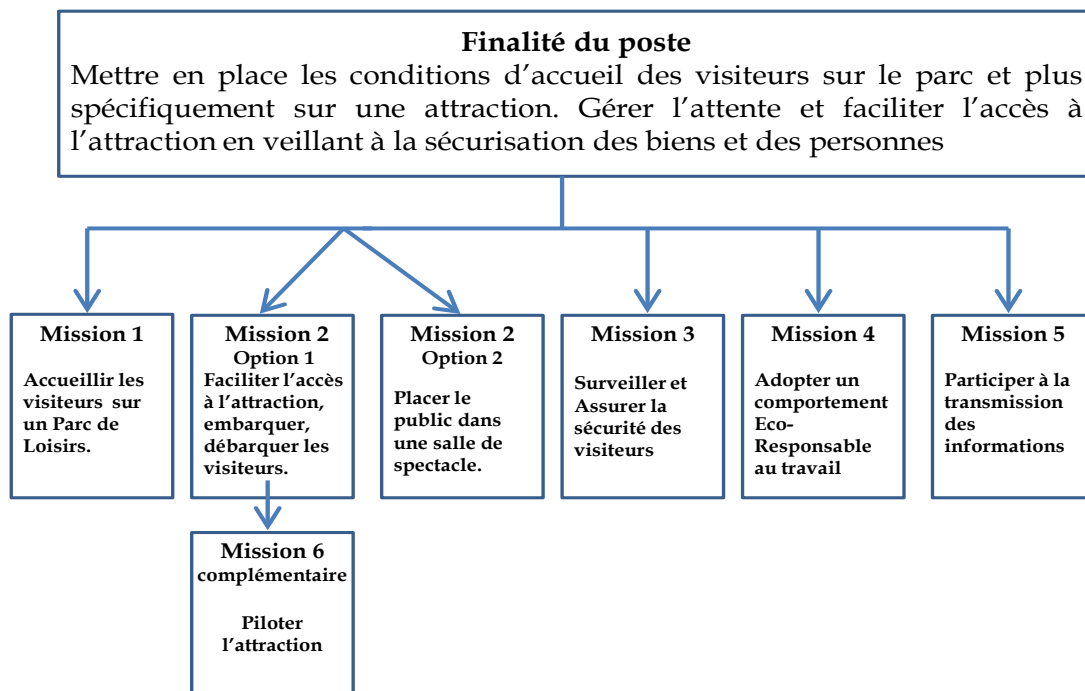 Finalité du poste
Mettre en place les conditions d’accueil des visiteurs sur le parc et plus
spécifiquement sur une attraction. Gérer l’attente et faciliter l’accès à
l’attraction en veillant à la sécurisation des biens et des personnes
Mission 1
Accueillir les
visiteurs sur
un Parc de
Loisirs.
Mission 2
Option 1
Faciliter l’accès
à l’attraction,
embarquer,
débarquer les
visiteurs.
Mission 2
Option 2
Placer le
public dans
une salle de
spectacle.
Mission 3
Surveiller et
Assurer la
sécurité des
visiteurs
Mission 4
Adopter un
comportement
Eco-
Responsable
au travail
Mission 5
Participer à la
transmission
des
informations
Mission 6
complémentaire
Piloter
l’attraction